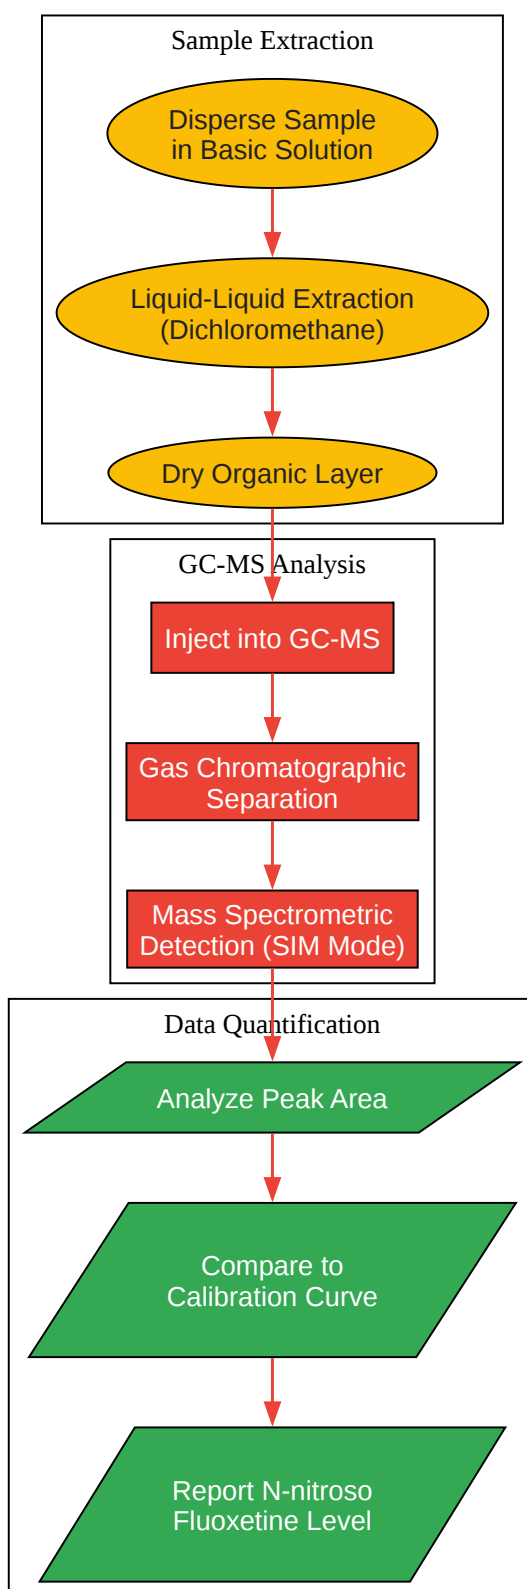 Sample Extraction
Disperse Sample
in Basic Solution
Liquid-Liquid Extraction
(Dichloromethane)
Dry Organic Layer
GC-MS Analysis
Inject into GC-MS
Gas Chromatographic
Separation
Mass Spectrometric
Detection (SIM Mode)
Data Quantification
Analyze Peak Area
Compare to
Calibration Curve
Report N-nitroso
Fluoxetine Level